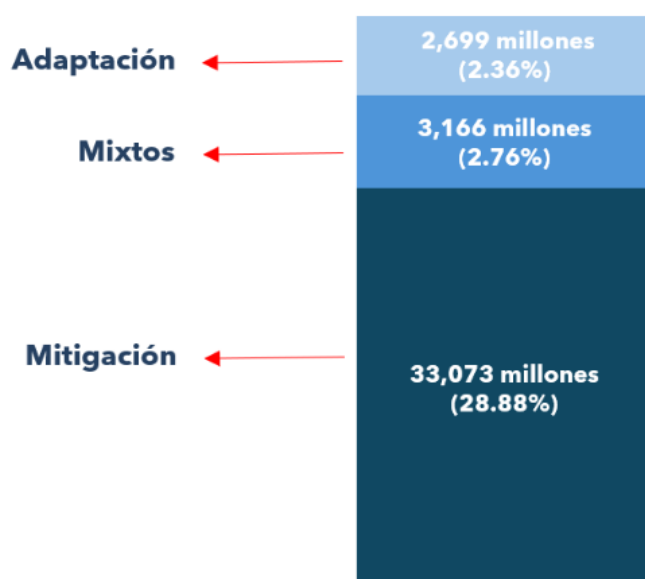 Adaptación
2,699 millones
(2.36%)
Mixtos
3,166 millones
(2.76%)
Mitigación
33,073 millones
(28.88%)